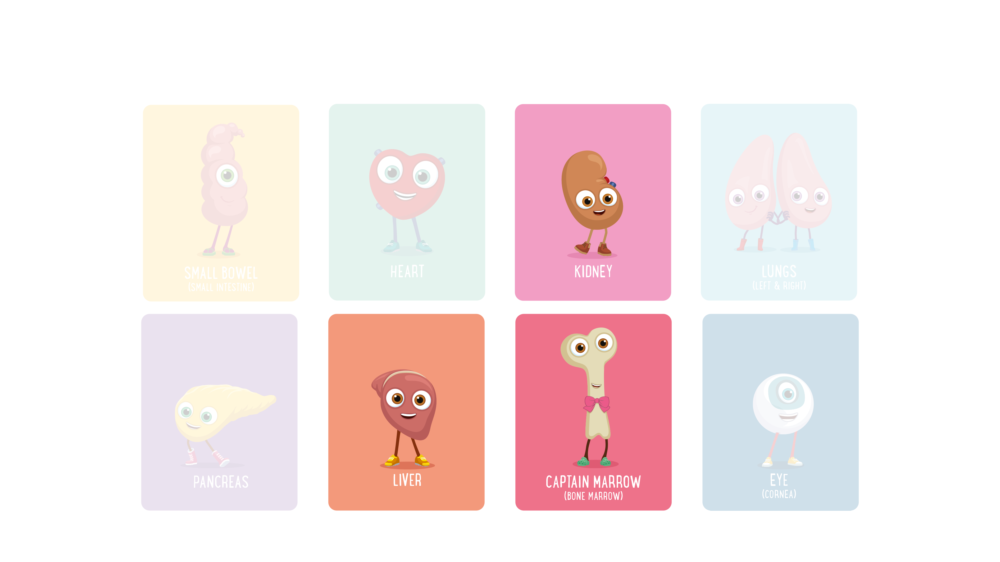 SMALL BOWEL
(SMALL INTESTINE)
HEART
KIDNEY
LUNGS
(LEFT & RIGHT)
PANCREAS
LIVER
CAPTAIN MARROW
(BONE MARROW)
EYE
(CORNEA)